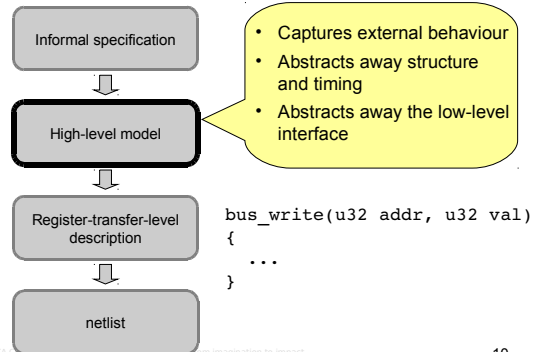 Informal specification
High-level model
Register-transfer-level
description
netlist
• Captures external behaviour
• Abstracts away structure
and timing
• Abstracts away the low-level
interface
bus_write(u32 addr, u32 val)
{
...
}